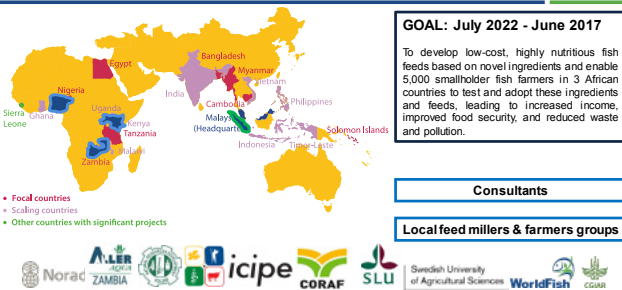 GOAL: July 2022 - June 2017
To develop low-cost, highly nutritious fish
feeds based on novel ingredients and enable
5,000 smallholder fish farmers in 3 African
countries to test and adopt these ingredients
and feeds, leading to increased income,
improved food security, and reduced waste
and pollution.
Consultants
Local feed millers & farmers groups
Egypt
Bangladesh
Myanmar
Vietnam
India
Nigeria
Sierra
Leone
Ghana
Uganda
Kenya
Tanzania
Malawi
Zambia
Cambodia
Philippines
Malays
(Headquarte
Indonesia
Timor-Leste
Solomon Islands
• Focal countries
• Scaling countries
• Other countries with significant projects
Norad
ALLER
AQUA
ZAMBIA
icipe
CORAF
SLU
Swedish University
of Agricultural Sciences
WorldFish
CGIAR